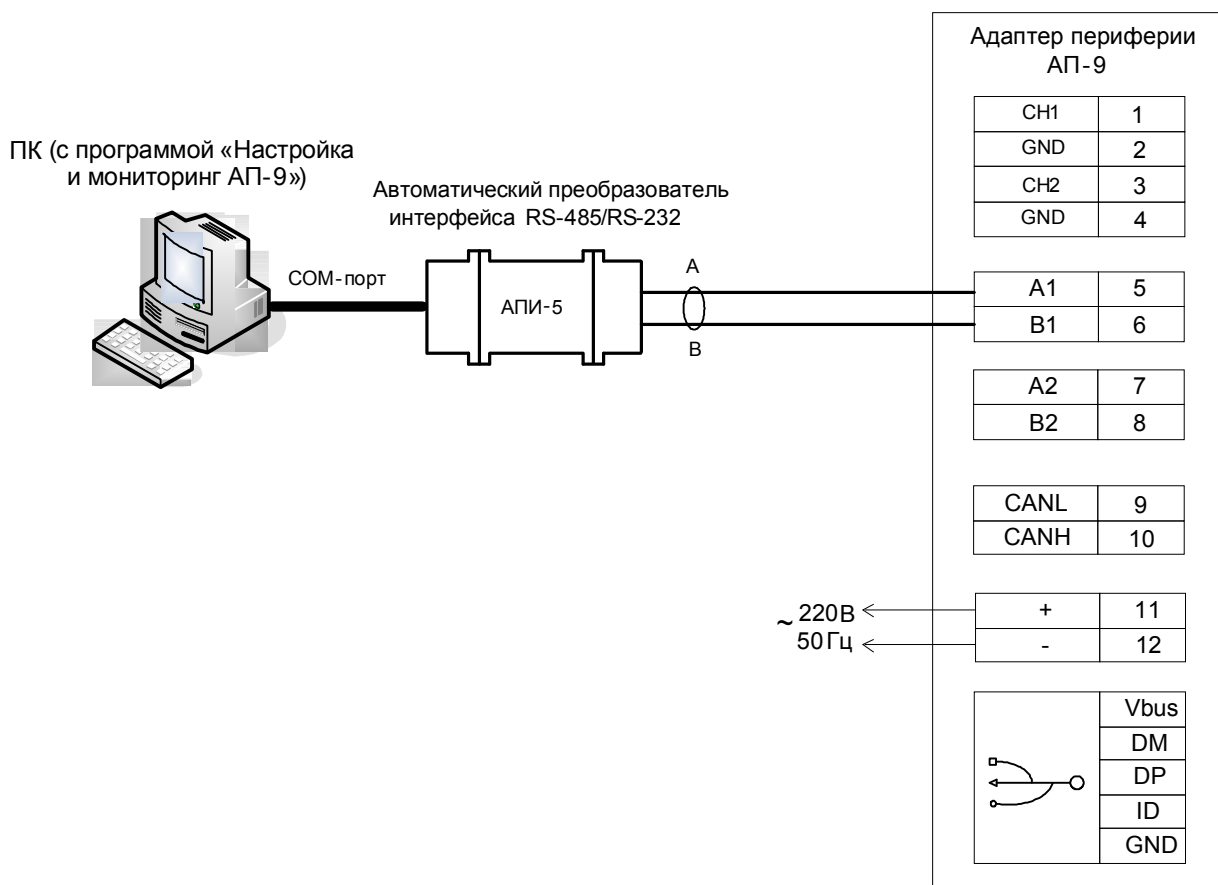 Адаптер периферии
АП-9
ПК (с программой «Настройка
и мониторинг АП-9»)
Автоматический преобразователь
интерфейса RS-485/RS-232
COM-порт
АПИ-5
A
B
CH1 1
GND 2
CH2 3
GND 4
A1 5
B1 6
A2 7
B2 8
CANL 9
CANH 10
~ 220В
50Гц
+ 11
- 12
Vbus
DM
DP
ID
GND